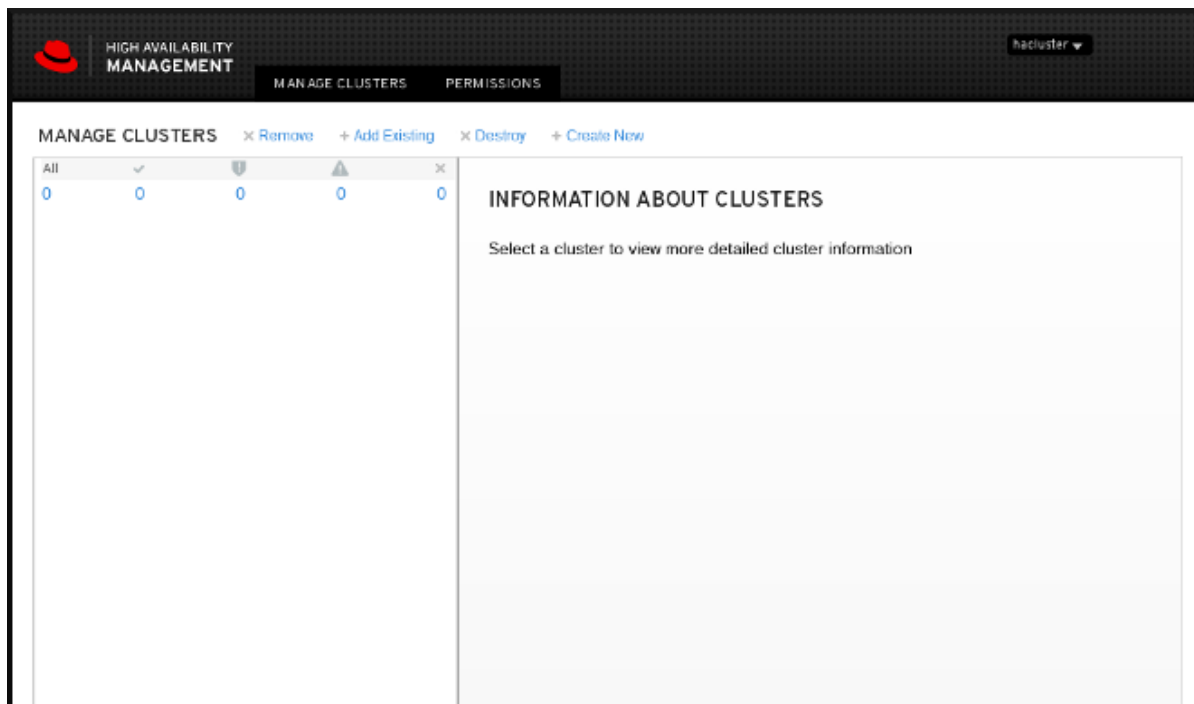 HIGH AVAILABILITY
MANAGEMENT
hacluster
MANAGE CLUSTERS PERMISSIONS
MANAGE CLUSTERS × Remove + Add Existing × Destroy + Create New
All
0 0 0 0 0
INFORMATION ABOUT CLUSTERS
Select a cluster to view more detailed cluster information